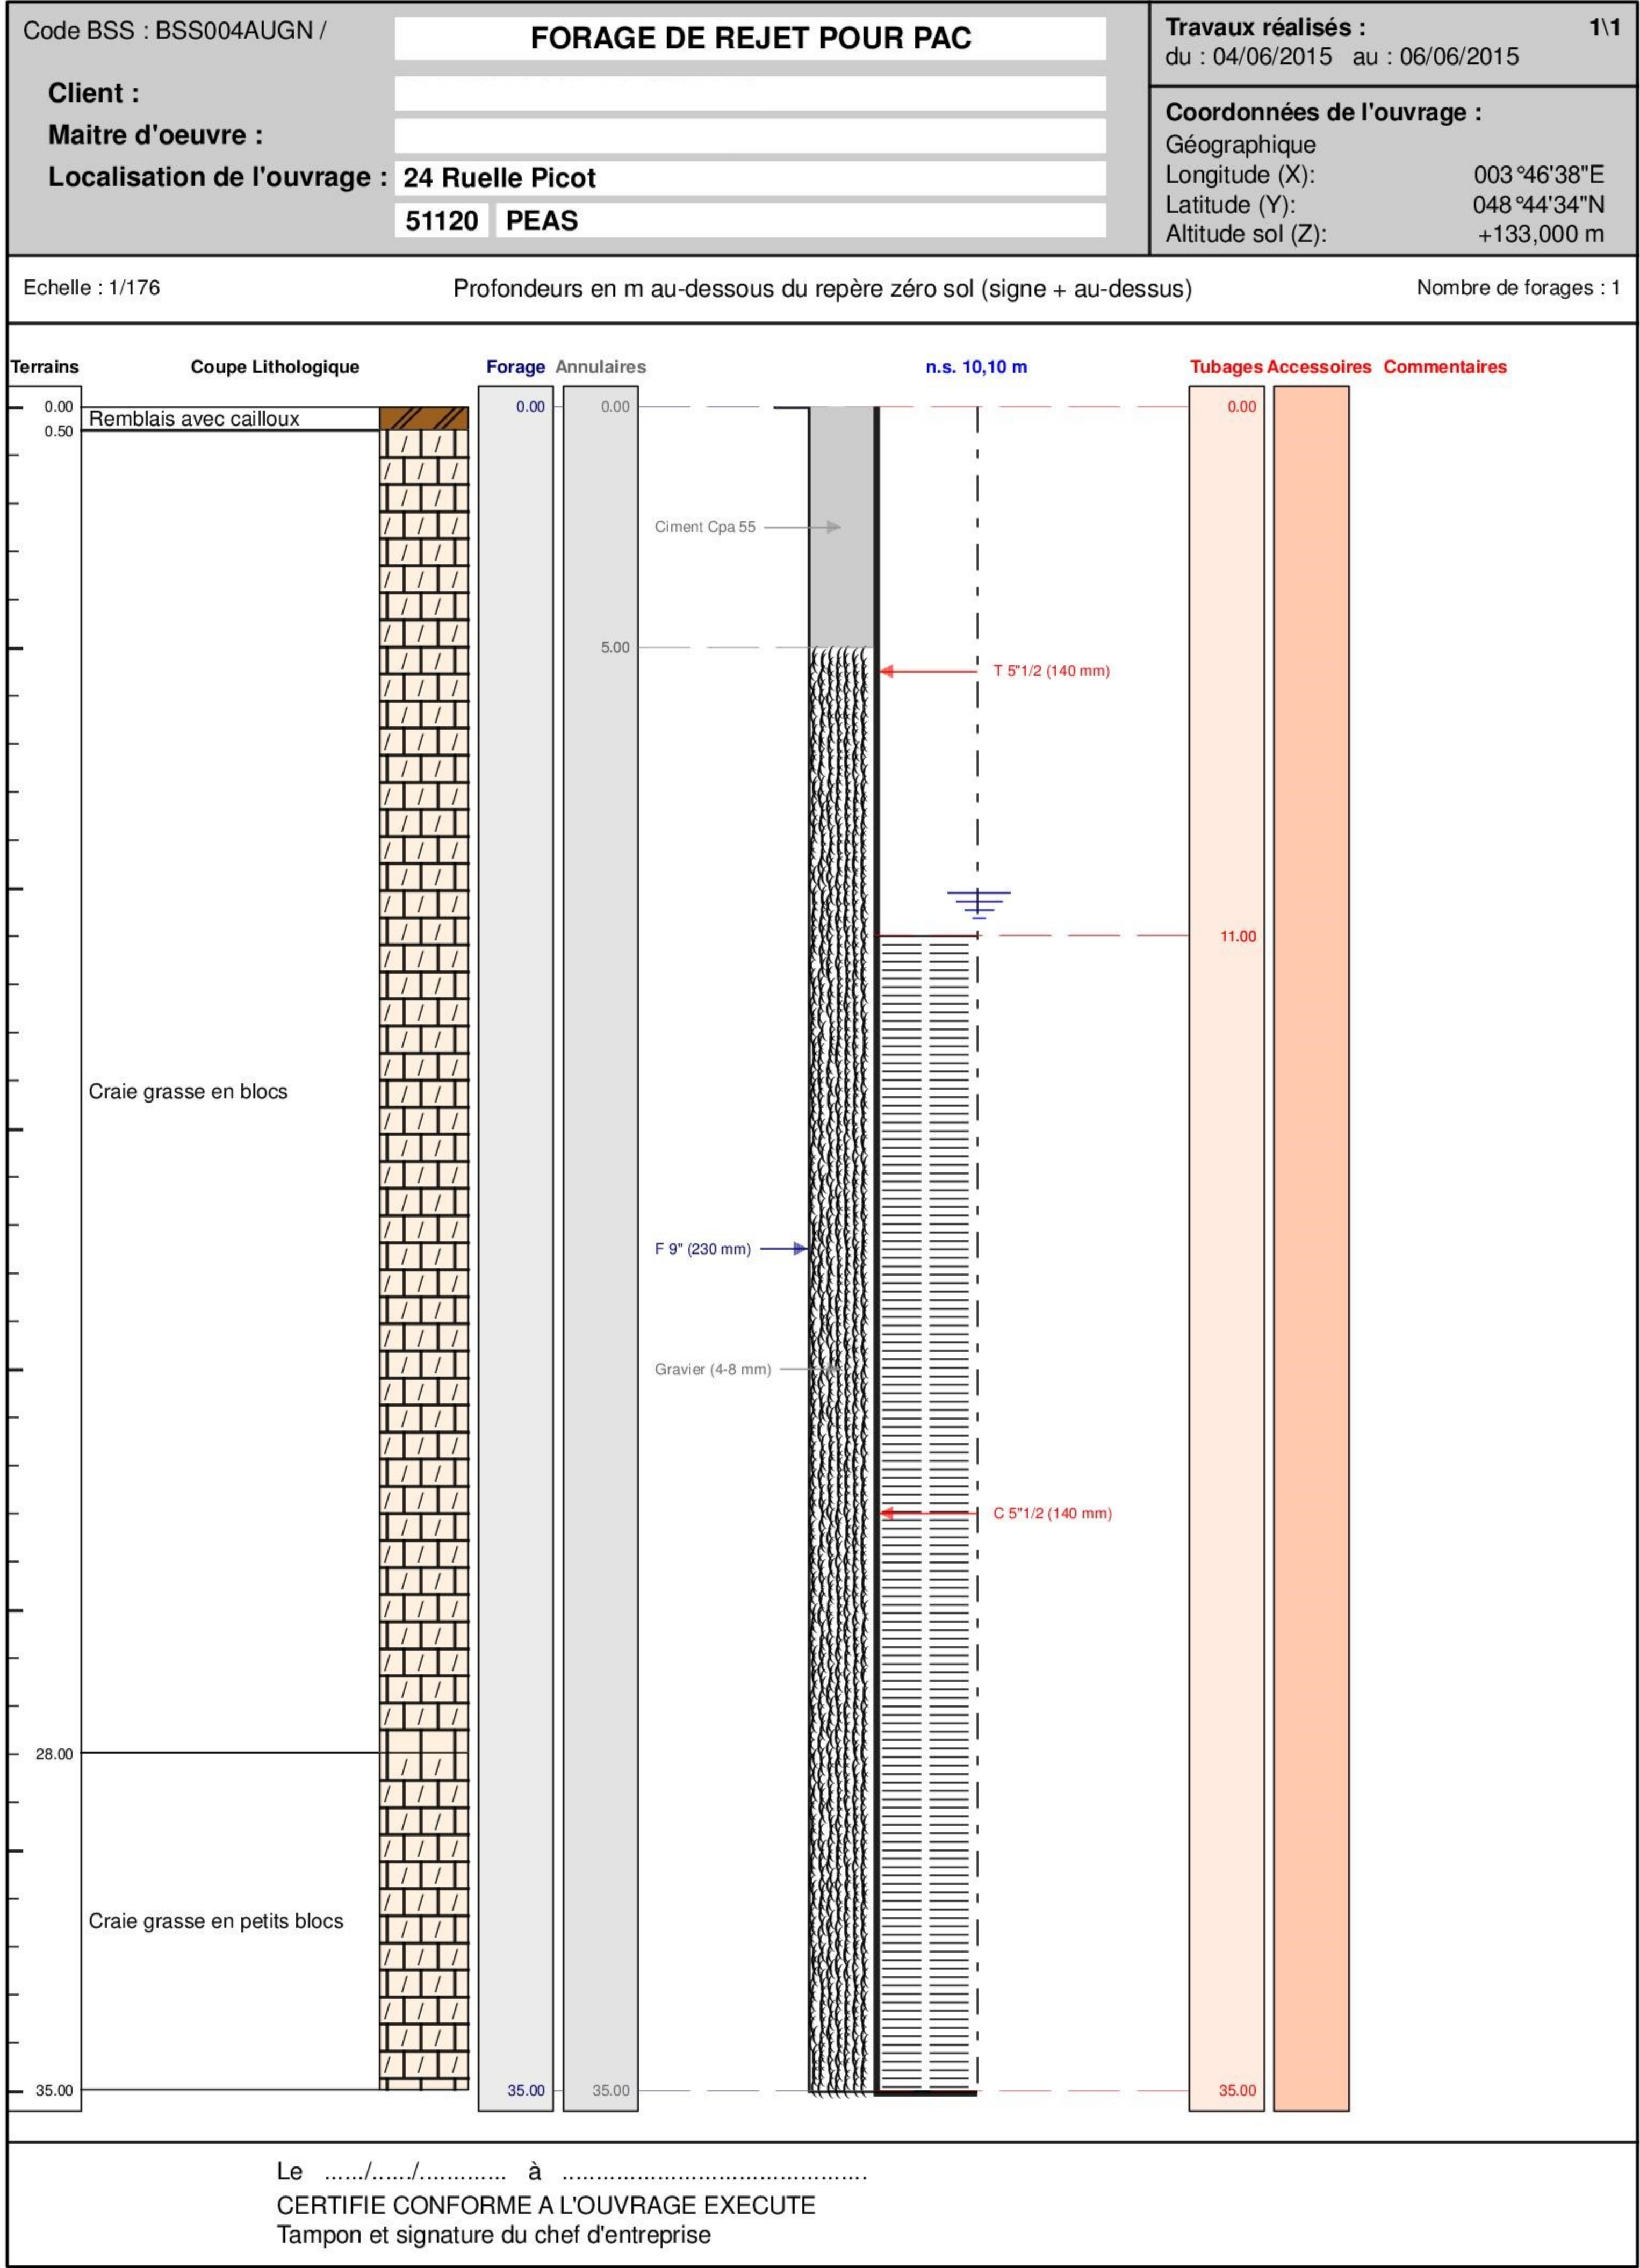 Code BSS : BSS004AUGN /
FORAGE DE REJET POUR PAC
Client :
Maitre d'oeuvre :
Localisation de l'ouvrage : 24 Ruelle Picot
51120 PEAS
Travaux réalisés : 1\1
du : 04/06/2015 au : 06/06/2015
Coordonnées de l'ouvrage :
Géographique
Longitude (X): 003°46'38"E
Latitude (Y): 048°44'34"N
Altitude sol (Z): +133,000 m
Echelle : 1/176
Profondeurs en m au-dessous du repère zéro sol (signe + au-dessus)
Nombre de forages : 1
Terrains Coupe Lithologique Forage Annulaires n.s. 10,10 m Tubages Accessoires Commentaires
0.00 0.00 0.00 0.00
Remblais avec cailloux
0.50
Ciment Cpa 55
5.00
T 5"1/2 (140 mm)
11.00
Craie grasse en blocs
F 9" (230 mm)
Gravier (4-8 mm)
C 5"1/2 (140 mm)
28.00
Craie grasse en petits blocs
35.00 35.00 35.00 35.00
Le ....../....../............ à .............................................
CERTIFIE CONFORME A L'OUVRAGE EXECUTE
Tampon et signature du chef d'entreprise